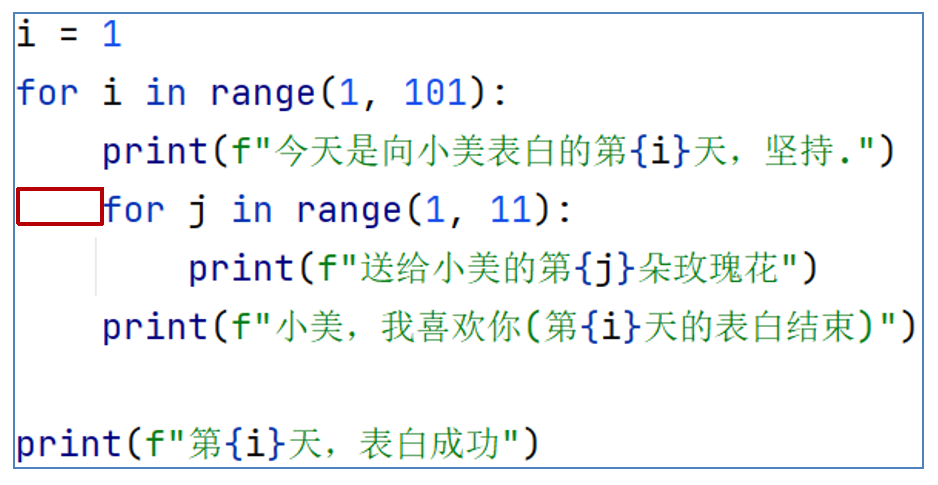 i = 1
for i in range(1, 101):
    print(f"今天是向小美表白的第{i}天，坚持.")
    for j in range(1, 11):
        print(f"送给小美的第{j}朵玫瑰花")
    print(f"小美，我喜欢你(第{i}天的表白结束)")
print(f"第{i}天，表白成功")